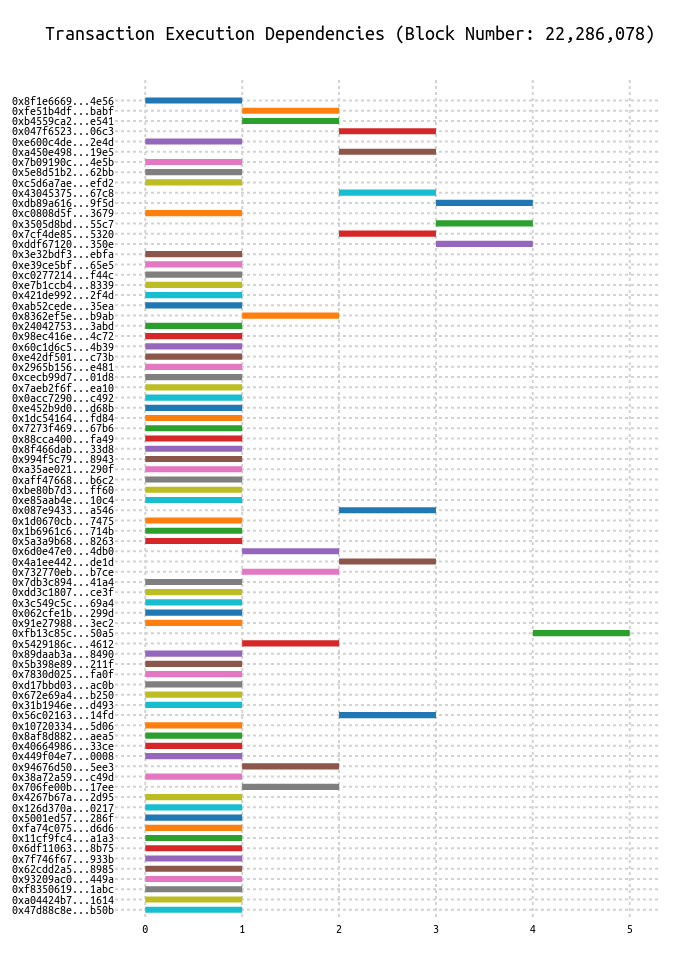 Transaction Execution Dependencies (Block Number: 22,286,078)
0x8f1e6669...4e56
0xfe51b4df...babf
0xb4559ca2...e541
0x047f6523...06c3
0xe600c4de...2e4d
0xa450e498...19e5
0x7b09190c...4e5b
0x5e8d51b2...62bb
0xc5d6a7ae...efd2
0x43045375...67c8
0xdb89a616...9f5d
0xc0808d5f...3679
0x3505d8bd...55c7
0x7cf4de85...5320
0xddf67120...350e
0x3e32bdf3...ebfa
0xe39ce5bf...65e5
0xc0277214...f44c
0xe7b1ccb4...8339
0x421de992...2f4d
0xab52cede...35ea
0x8362ef5e...b9ab
0x24042753...3abd
0x98ec416e...4c72
0x60c1d6c5...4b39
0xe42df501...c73b
0x2965b156...e481
0xcecb99d7...01d8
0x7aeb2f6f...ea10
0x0acc7290...c492
0xe452b9d0...d68b
0x1dc54164...fd84
0x7273f469...67b6
0x88cca400...fa49
0x8f466dab...33d8
0x994f5c79...8943
0xa35ae021...290f
0xaff47668...b6c2
0xbe80b7d3...ff60
0xe85aab4e...10c4
0x087e9433...a546
0x1d0670cb...7475
0x1b6961c6...714b
0x5a3a9b68...8263
0x6d0e47e0...4db0
0x4a1ee442...de1d
0x732770eb...b7ce
0x7db3c894...41a4
0xdd3c1807...ce3f
0x3c549c5c...69a4
0x062cfe1b...299d
0x91e27988...3ec2
0xfb13c85c...50a5
0x5429186c...4612
0x89daab3a...8490
0x5b398e89...211f
0x7830d025...fa0f
0xd17bbd03...ac0b
0x672e69a4...b250
0x31b1946e...d493
0x56c02163...14fd
0x10720334...5d06
0x8af8d882...aea5
0x40664986...33ce
0x449f04e7...0008
0x94676d50...5ee3
0x38a72a59...c49d
0x706fe00b...17ee
0x4267b67a...2d95
0x126d370a...0217
0x5001ed57...286f
0xfa74c075...d6d6
0x11cf9fc4...a1a3
0x6df11063...8b75
0x7f746f67...933b
0x62cdd2a5...8985
0x93209ac0...449a
0xf8350619...1abc
0xa04424b7...1614
0x47d88c8e...b50b
0 1 2 3 4 5